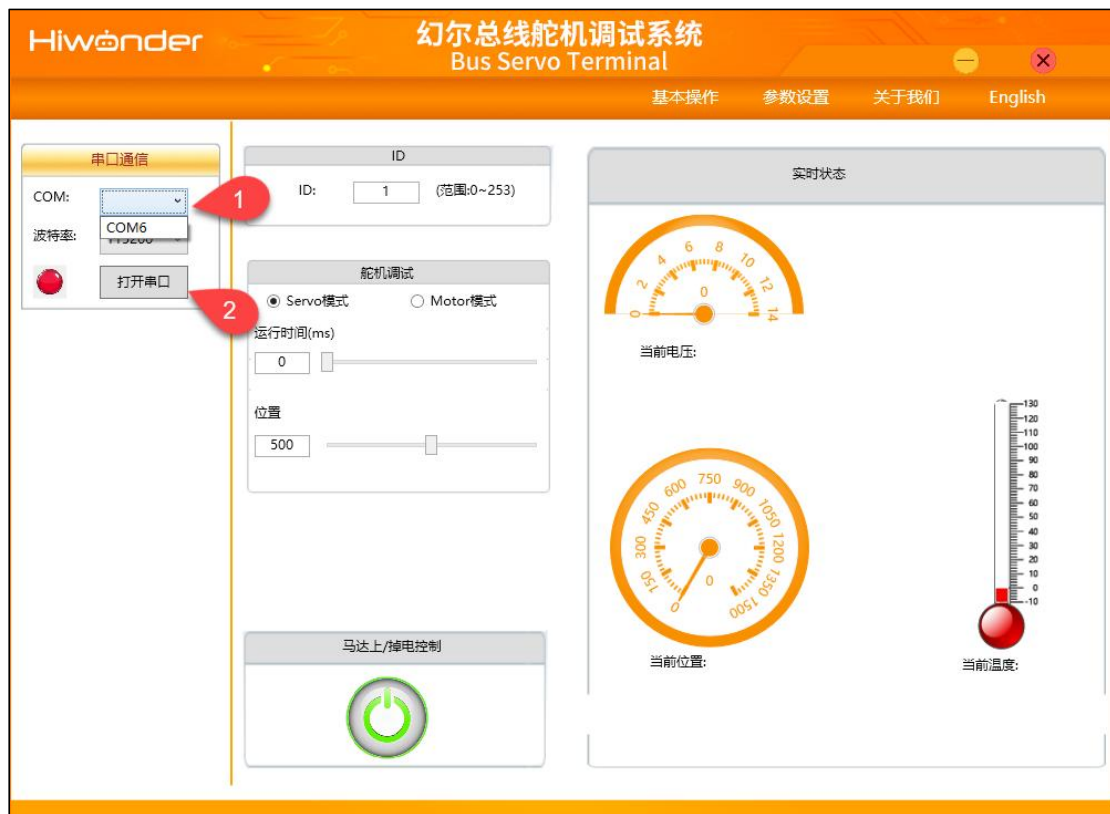 Hiwonder
幻尔总线舵机调试系统
Bus Servo Terminal
基本操作 参数设置 关于我们 English
串口通信
COM:
COM6
波特率:
115200
打开串口
1
2
ID
ID: 1 (范围:0~253)
舵机调试
Servo模式 Motor模式
运行时间(ms)
0
位置
500
马达上/掉电控制
实时状态
0 2 4 6 8 10 12 14
0
当前电压:
0 150 300 450 600 750 900 1050 1200 1350 1500
0
当前位置:
130
120
110
100
90
80
70
60
50
40
30
20
10
0
-10
当前温度: